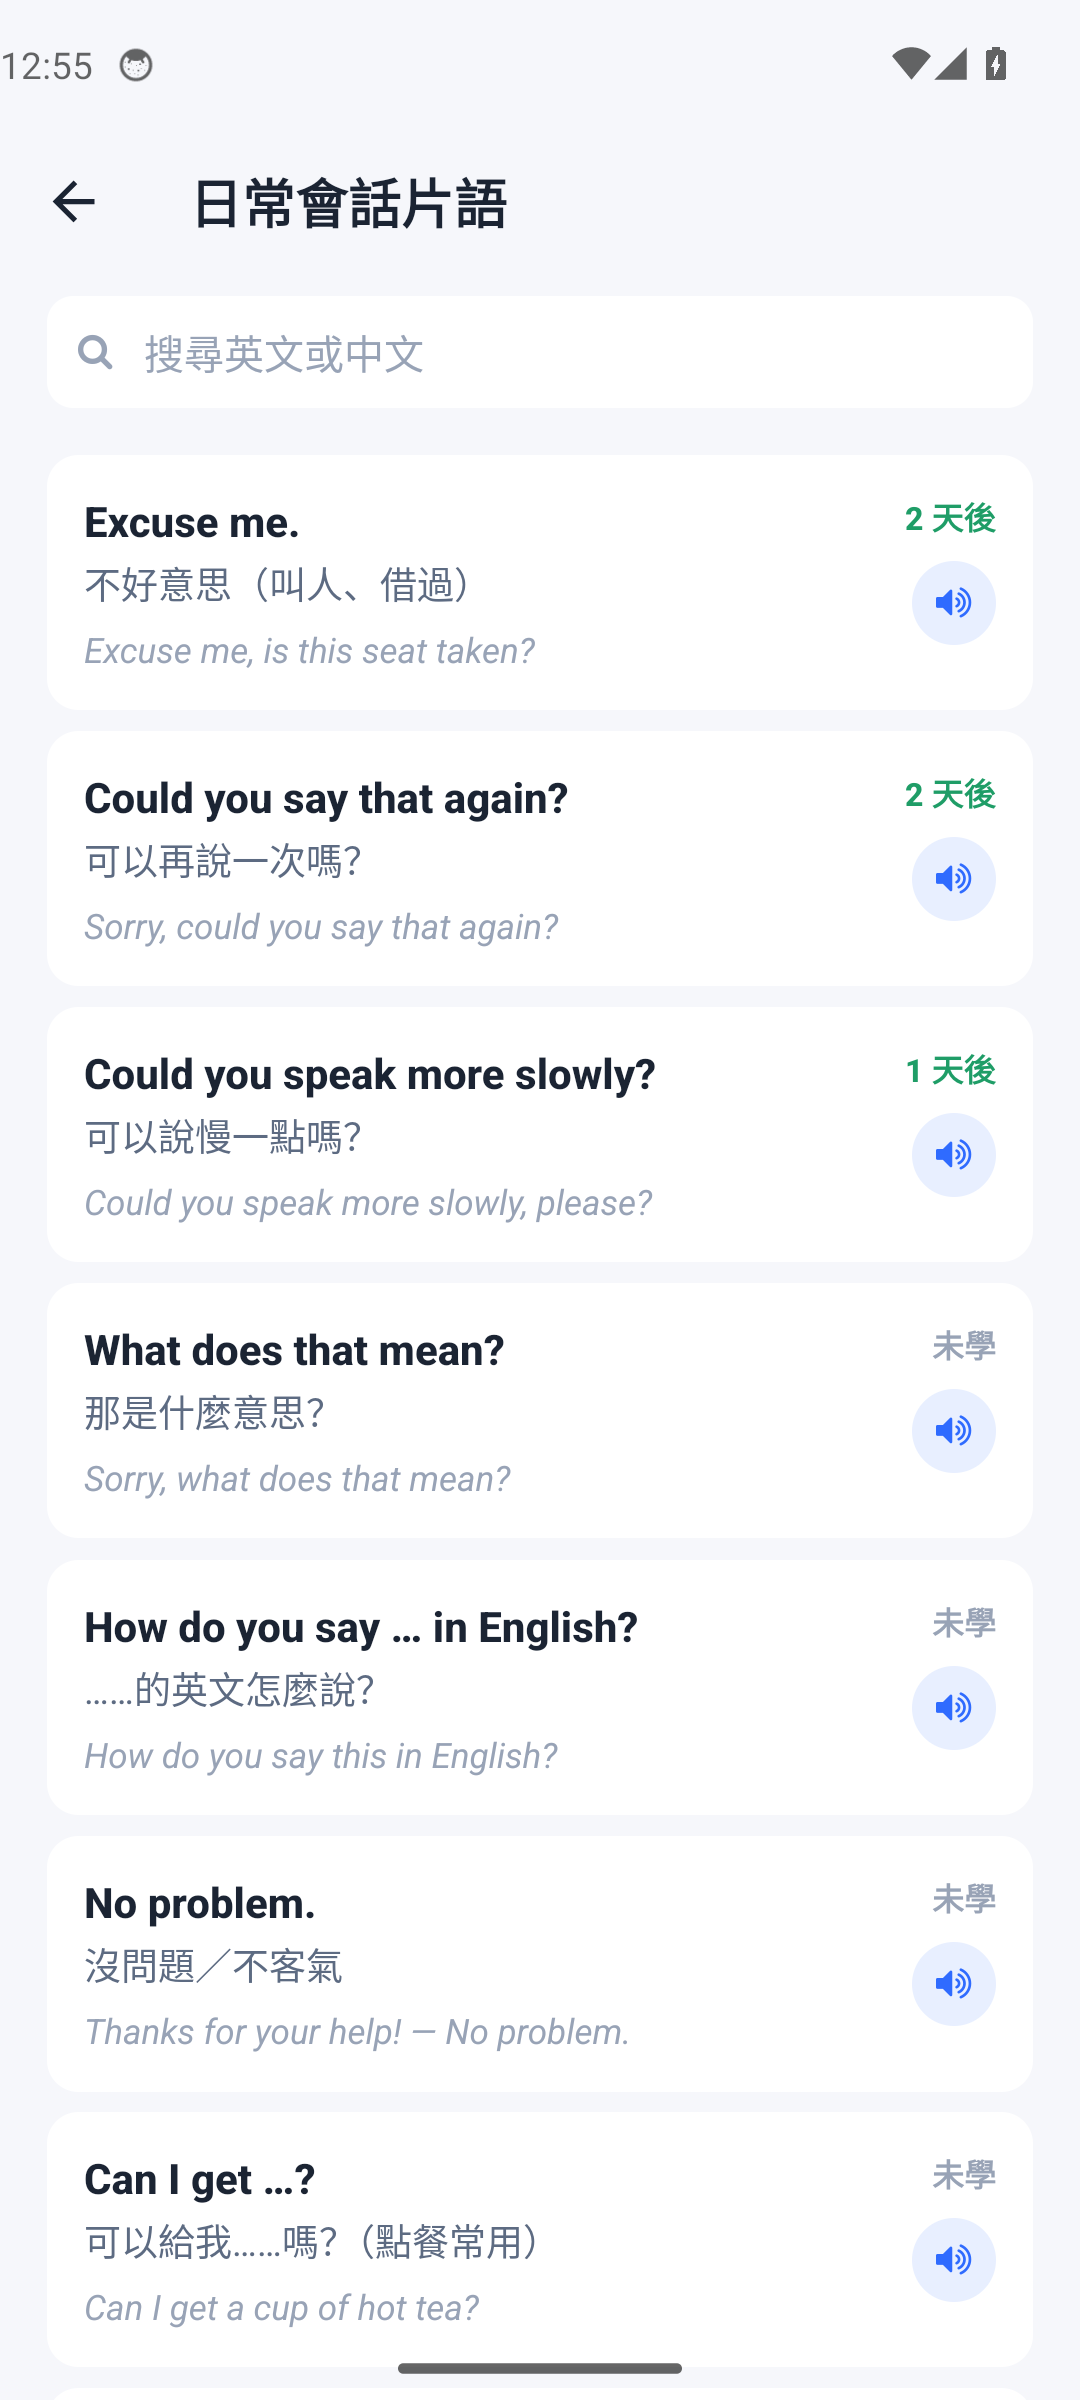 12:55
日常會話片語
搜尋英文或中文
Excuse me.
2 天後
不好意思（叫人、借過）
Excuse me, is this seat taken?
Could you say that again?
2 天後
可以再說一次嗎？
Sorry, could you say that again?
Could you speak more slowly?
1 天後
可以說慢一點嗎？
Could you speak more slowly, please?
What does that mean?
未學
那是什麼意思？
Sorry, what does that mean?
How do you say … in English?
未學
……的英文怎麼說？
How do you say this in English?
No problem.
未學
沒問題／不客氣
Thanks for your help! — No problem.
Can I get …?
未學
可以給我……嗎？（點餐常用）
Can I get a cup of hot tea?